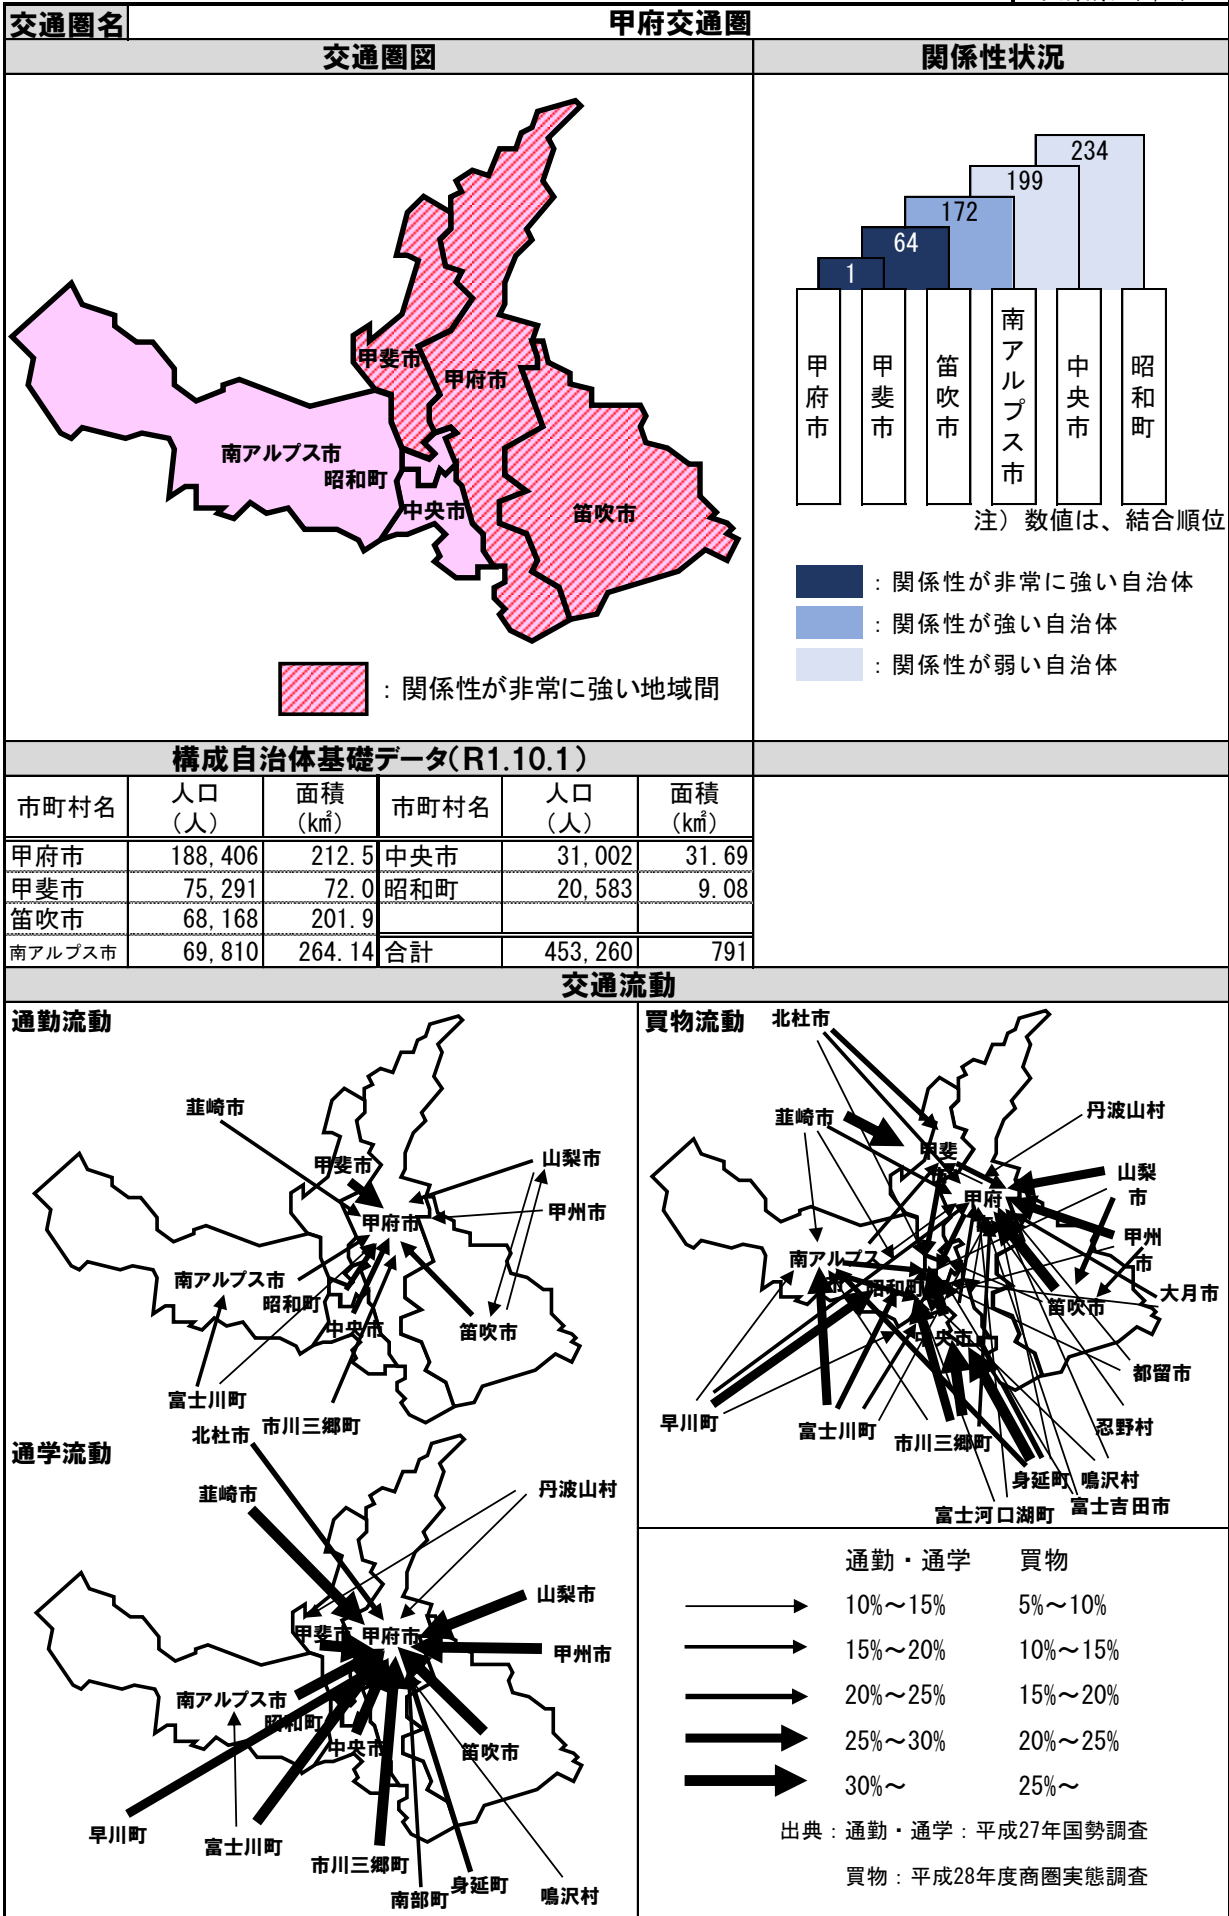 交通圏名
甲府交通圏
交通圏図
関係性状況
甲斐市
甲府市
南アルプス市
昭和町
中央市
笛吹市
：関係性が非常に強い地域間
234
199
172
64
1
甲府市
甲斐市
笛吹市
南アルプス市
中央市
昭和町
注）数値は、結合順位
：関係性が非常に強い自治体
：関係性が強い自治体
：関係性が弱い自治体
構成自治体基礎データ(R1.10.1)
市町村名 人口（人） 面積（㎢） 市町村名 人口（人） 面積（㎢）
甲府市 188,406 212.5 中央市 31,002 31.69
甲斐市 75,291 72.0 昭和町 20,583 9.08
笛吹市 68,168 201.9
南アルプス市 69,810 264.14 合計 453,260 791
交通流動
通勤流動
韮崎市
甲斐市
山梨市
甲府市
甲州市
南アルプス市
昭和町
中央市
笛吹市
富士川町
市川三郷町
買物流動
北杜市
韮崎市
丹波山村
甲斐
山梨市
甲府
甲州市
南アルプス
昭和町
笛吹市
大月市
中央市
都留市
早川町
富士川町
市川三郷町
忍野村
身延町
鳴沢村
富士河口湖町
富士吉田市
通学流動
北杜市
韮崎市
丹波山村
山梨市
甲斐市
甲府市
甲州市
南アルプス市
昭和町
中央市
笛吹市
早川町
富士川町
市川三郷町
南部町
身延町
鳴沢村
通勤・通学 買物
10%～15% 5%～10%
15%～20% 10%～15%
20%～25% 15%～20%
25%～30% 20%～25%
30%～ 25%～
出典：通勤・通学：平成27年国勢調査
買物：平成28年度商圏実態調査